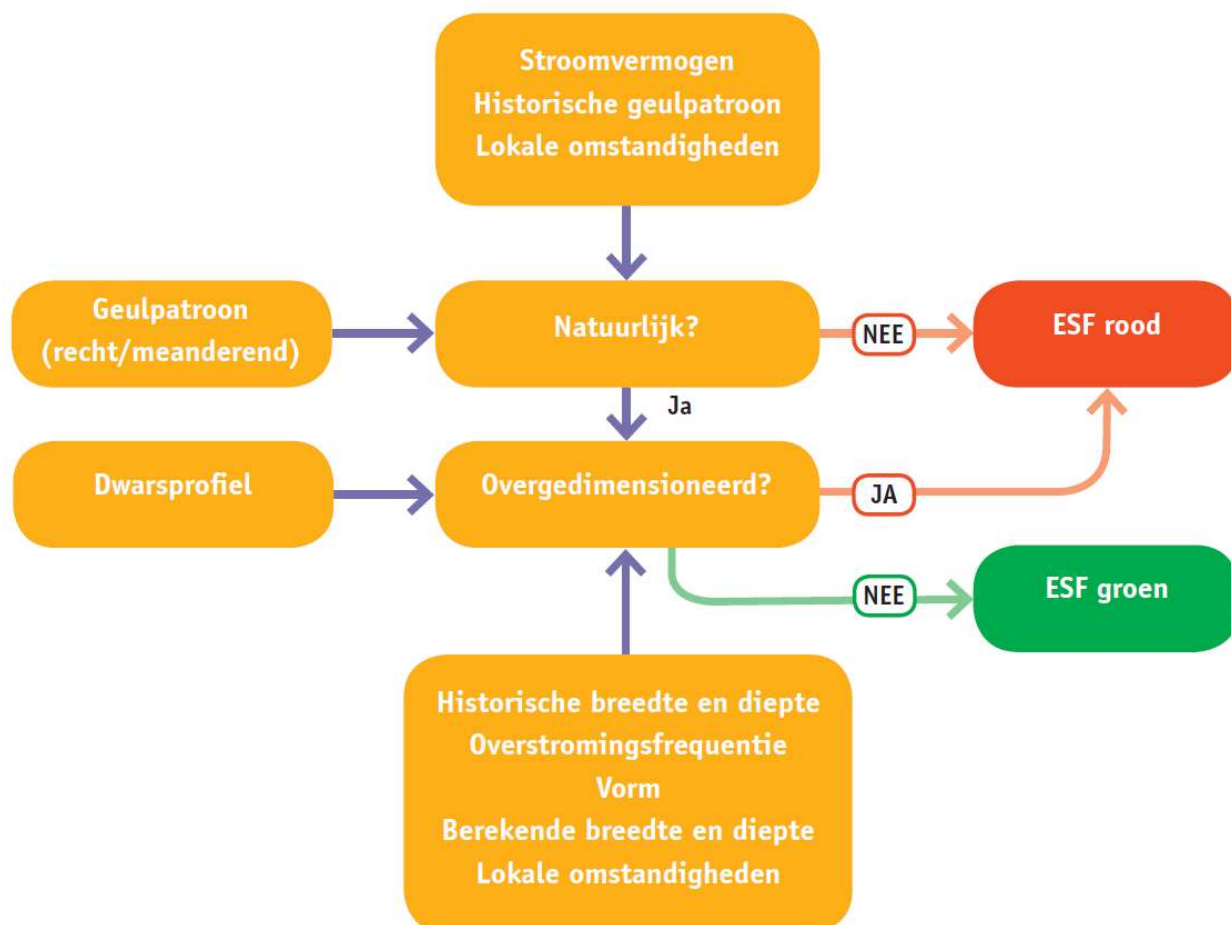 Stroomvermogen
Historische geulpatroon
Lokale omstandigheden
Geulpatroon
(recht/meanderend)
Natuurlijk?
NEE
ESF rood
Ja
Dwarsprofiel
Overgedimensioneerd?
JA
NEE
ESF groen
Historische breedte en diepte
Overstromingsfrequentie
Vorm
Berekende breedte en diepte
Lokale omstandigheden